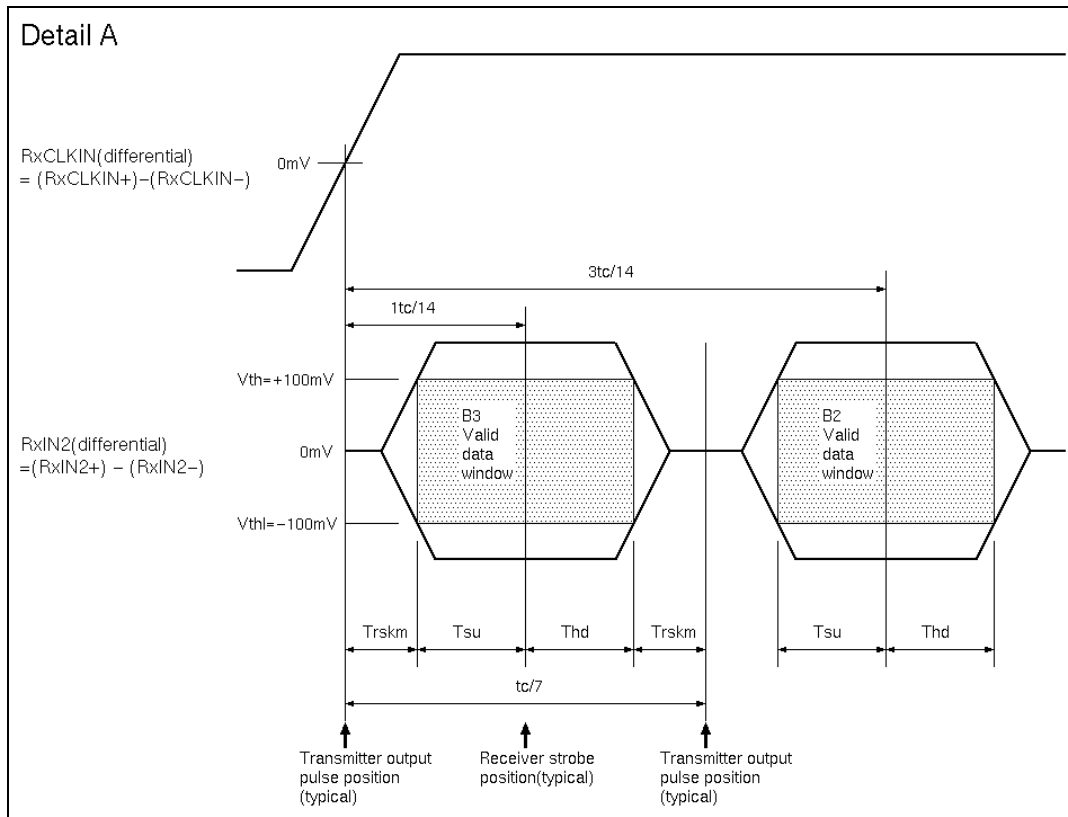 Detail A
RxCLKIN(differential)
= (RxCLKIN+)−(RxCLKIN−)
0mV
3tc/14
1tc/14
Vth=+100mV
B3
Valid
data
window
B2
Valid
data
window
RxIN2(differential)
=(RxIN2+) − (RxIN2−)
0mV
Vthl=−100mV
Trskm
Tsu
Thd
Trskm
Tsu
Thd
tc/7
Transmitter output
pulse position
(typical)
Receiver strobe
position(typical)
Transmitter output
pulse position
(typical)